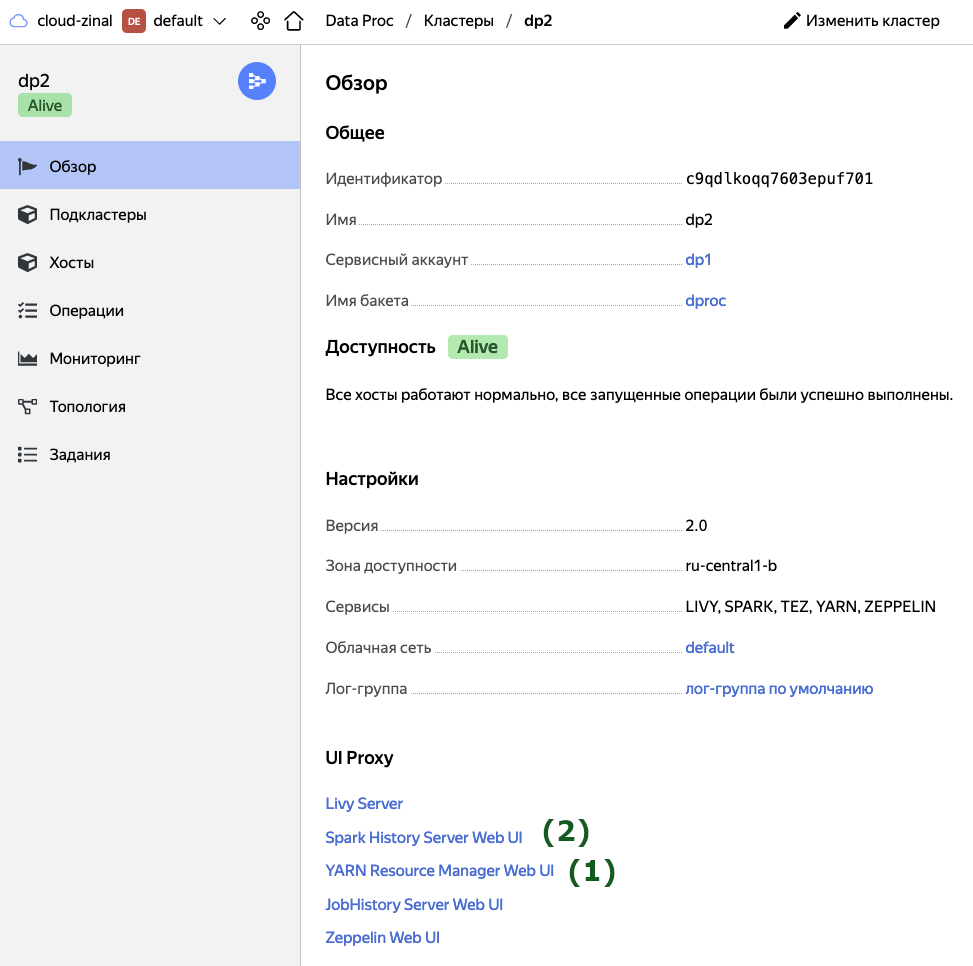 cloud-zinal DE default Data Proc / Кластеры / dp2 Изменить кластер
dp2
Alive
Обзор
Подкластеры
Хосты
Операции
Мониторинг
Топология
Задания
Обзор
Общее
Идентификатор c9qdlkoqq7603epuf701
Имя dp2
Сервисный аккаунт dp1
Имя бакета dproc
Доступность Alive
Все хосты работают нормально, все запущенные операции были успешно выполнены.
Настройки
Версия 2.0
Зона доступности ru-central1-b
Сервисы LIVY, SPARK, TEZ, YARN, ZEPPELIN
Облачная сеть default
Лог-группа лог-группа по умолчанию
UI Proxy
Livy Server
Spark History Server Web UI (2)
YARN Resource Manager Web UI (1)
JobHistory Server Web UI
Zeppelin Web UI